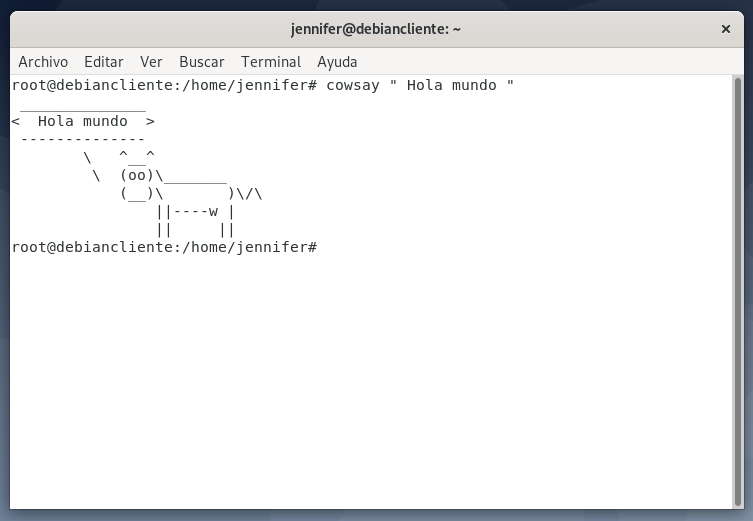 jennifer@debiancliente: ~
Archivo Editar Ver Buscar Terminal Ayuda
root@debiancliente:/home/jennifer# cowsay " Hola mundo "
 ______________
<  Hola mundo  >
 --------------
        \   ^__^
         \  (oo)\_______
            (__)\       )\/\
                ||----w |
                ||     ||
root@debiancliente:/home/jennifer#